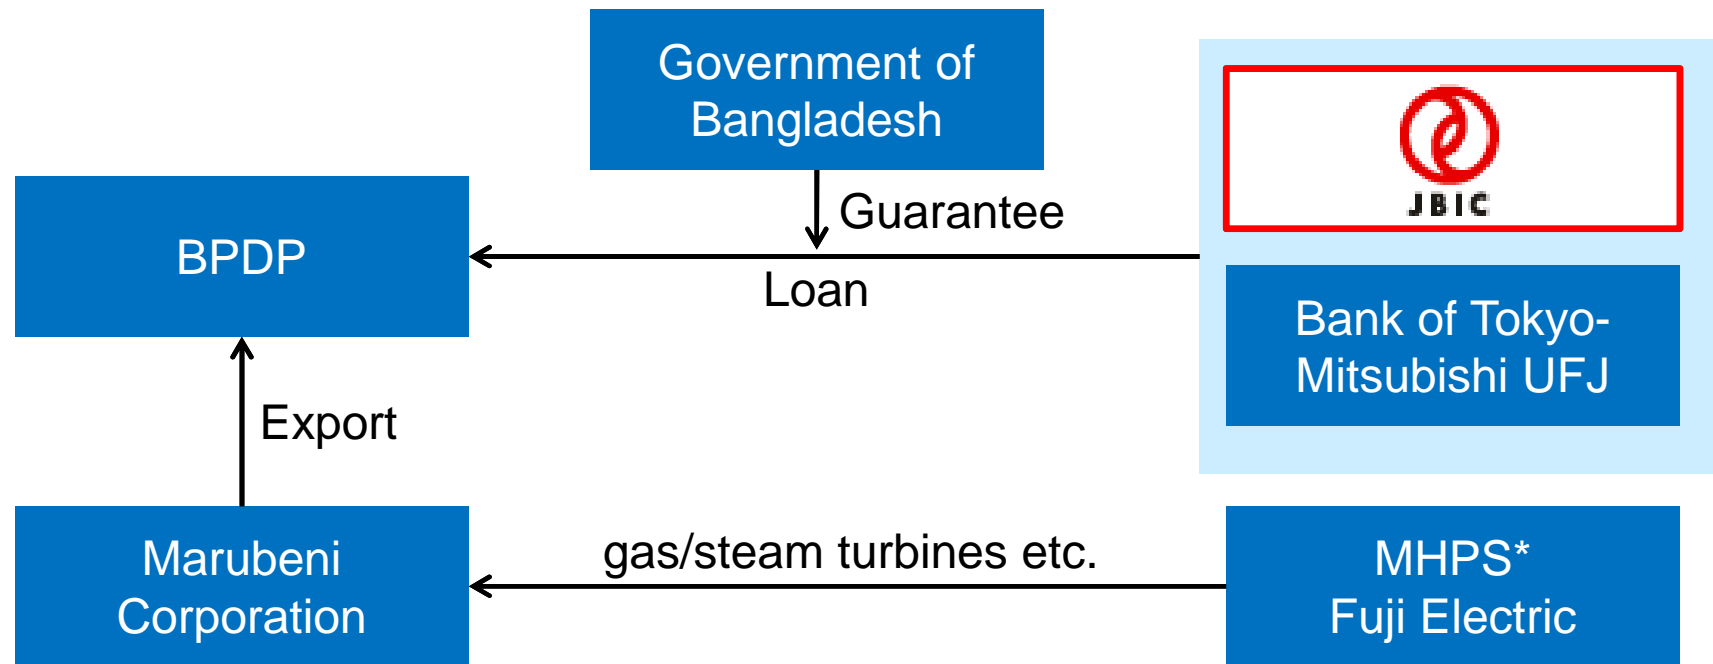 Government of
Bangladesh
JBIC
Guarantee
BPDP
Loan
Bank of Tokyo-
Mitsubishi UFJ
Export
Marubeni
Corporation
gas/steam turbines etc.
MHPS*
Fuji Electric